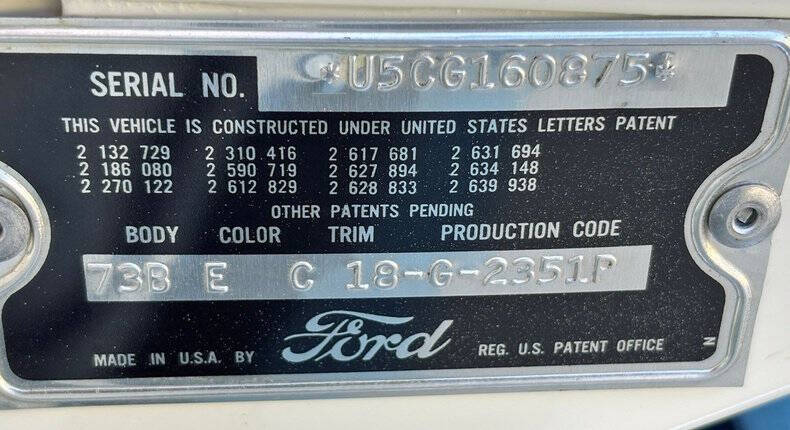 SERIAL NO. *U5CG160875*
THIS VEHICLE IS CONSTRUCTED UNDER UNITED STATES LETTERS PATENT
2 132 729 2 310 416 2 617 681 2 631 694
2 186 080 2 590 719 2 627 894 2 634 148
2 270 122 2 612 829 2 628 833 2 639 938
OTHER PATENTS PENDING
BODY COLOR TRIM PRODUCTION CODE
73B E C 18-G-2351P
MADE IN U.S.A. BY Ford REG. U.S. PATENT OFFICE
N